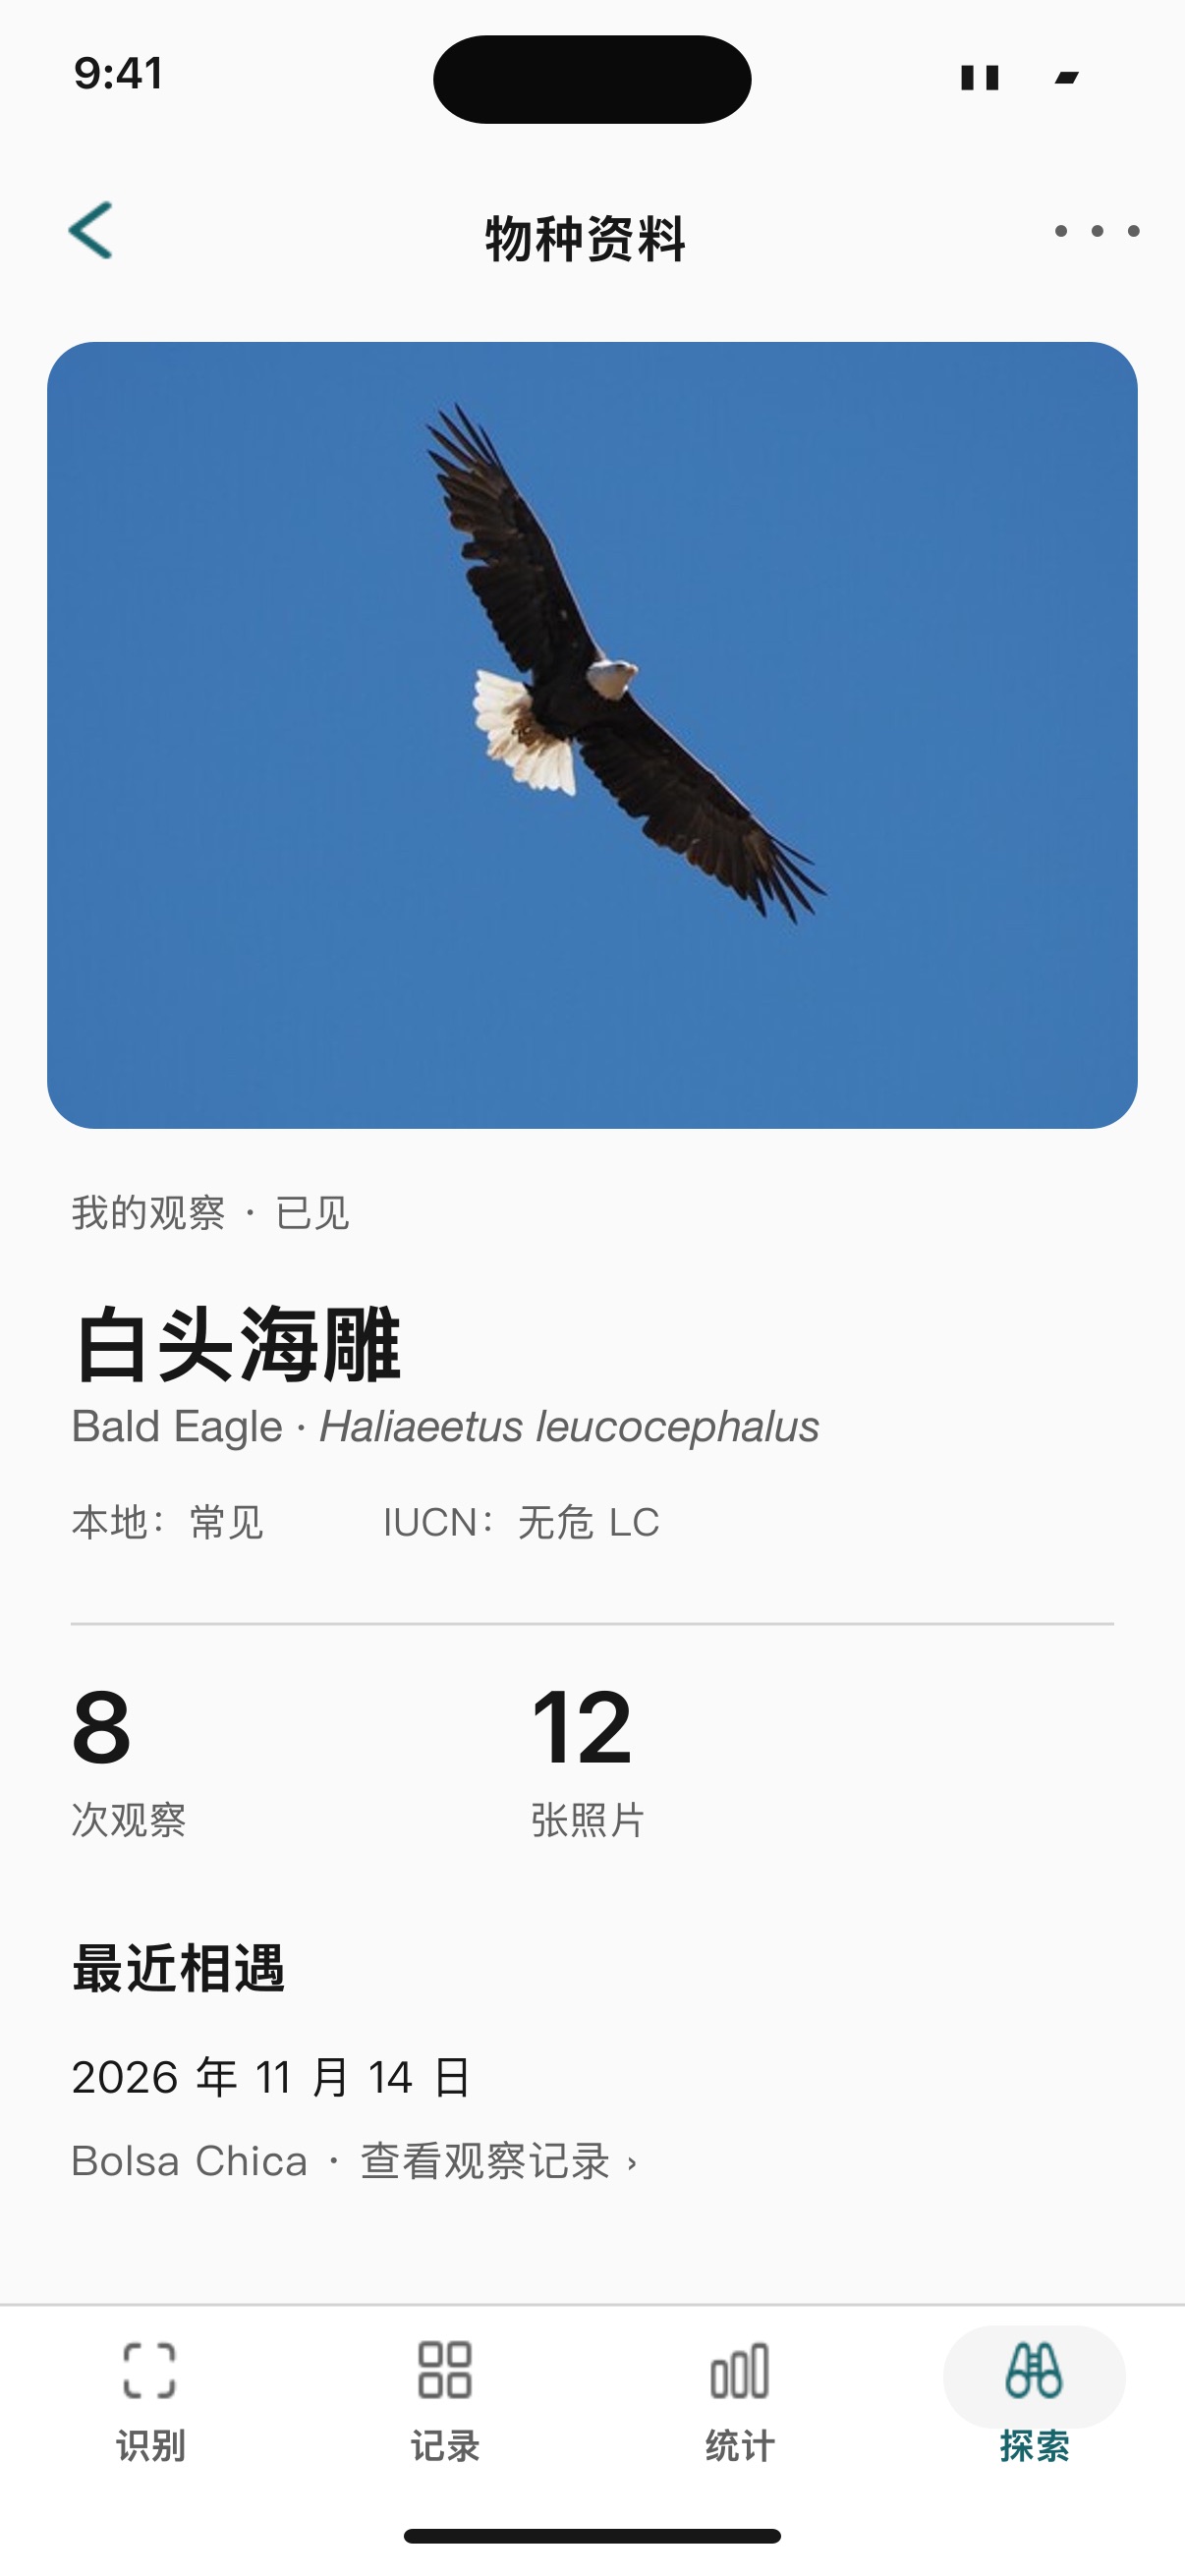 9:41
物种资料
我的观察 · 已见
白头海雕
Bald Eagle · Haliaeetus leucocephalus
本地：常见 IUCN：无危 LC
8 12
次观察 张照片
最近相遇
2026 年 11 月 14 日
Bolsa Chica · 查看观察记录 ›
识别 记录 统计 探索